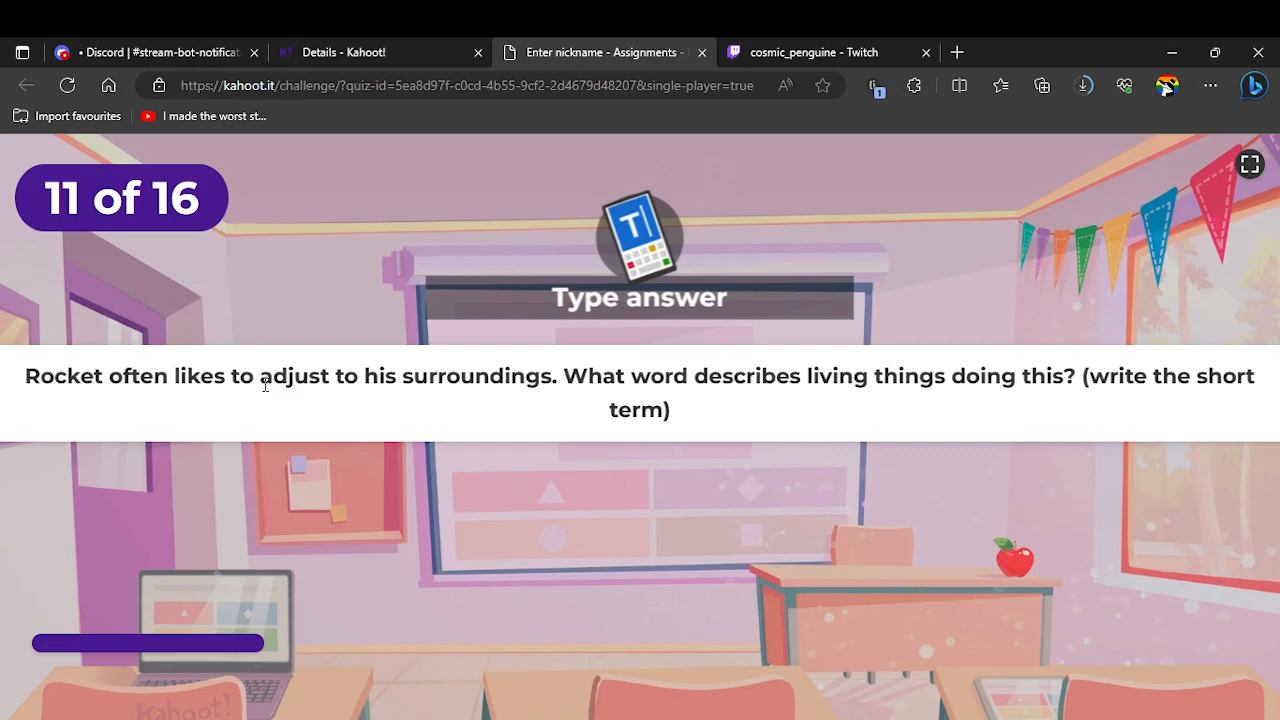 • Discord | #stream-bot-notificati
Details - Kahoot!
Enter nickname - Assignments -
cosmic_penguine - Twitch
https://kahoot.it/challenge/?quiz-id=5ea8d97f-c0cd-4b55-9cf2-2d4679d48207&single-player=true
1
Import favourites
I made the worst st...
11 of 16
T
Type answer
Rocket often likes to adjust to his surroundings. What word describes living things doing this? (write the short
term)
Kahoot!